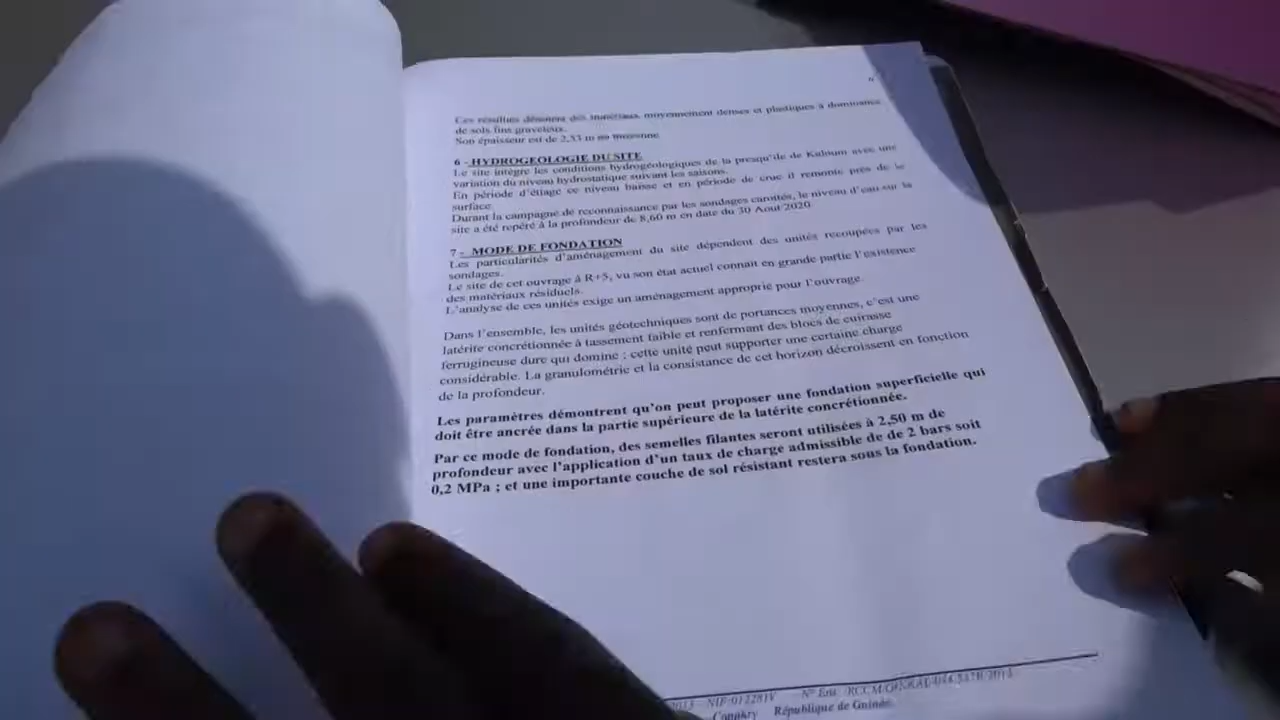 Ces résultats dénotent des matériaux moyennement denses et plastiques à dominance
de sols fins graveleux.
Son épaisseur est de 2,53 m en moyenne
6 - HYDROGEOLOGIE DU SITE
Le site intègre les conditions hydrogéologiques de la presqu'ile de Kaloum avec une
variation du niveau hydrostatique suivant les saisons.
En période d'étiage ce niveau baisse et en période de crue il remonte près de la
surface.
Durant la campagne de reconnaissance par les sondages carottés, le niveau d'eau sur le
site a été repéré à la profondeur de 8,60 m en date du 30 Aout 2020
7 - MODE DE FONDATION
Les particularités d'aménagement du site dépendent des unités recoupées par les
sondages.
Le site de cet ouvrage à R+5, vu son état actuel connait en grande partie l'existence
des matériaux résiduels.
L'analyse de ces unités exige un aménagement approprie pour l'ouvrage.
Dans l'ensemble, les unités géotechniques sont de portances moyennes, c'est une
latérite concrétionnée à tassement faible et renfermant des blocs de cuirasse
ferrugineuse dure qui domine ; cette unité peut supporter une certaine charge
considérable. La granulométrie et la consistance de cet horizon décroissent en fonction
de la profondeur.
Les paramètres démontrent qu'on peut proposer une fondation superficielle qui
doit être ancrée dans la partie supérieure de la latérite concrétionnée.
Par ce mode de fondation, des semelles filantes seront utilisées à 2,50 m de
profondeur avec l'application d'un taux de charge admissible de de 2 bars soit
0,2 MPa ; et une importante couche de sol résistant restera sous la fondation.
2013 - NIF:012281V N° Ent RCCM/
Conakry République de Guinée